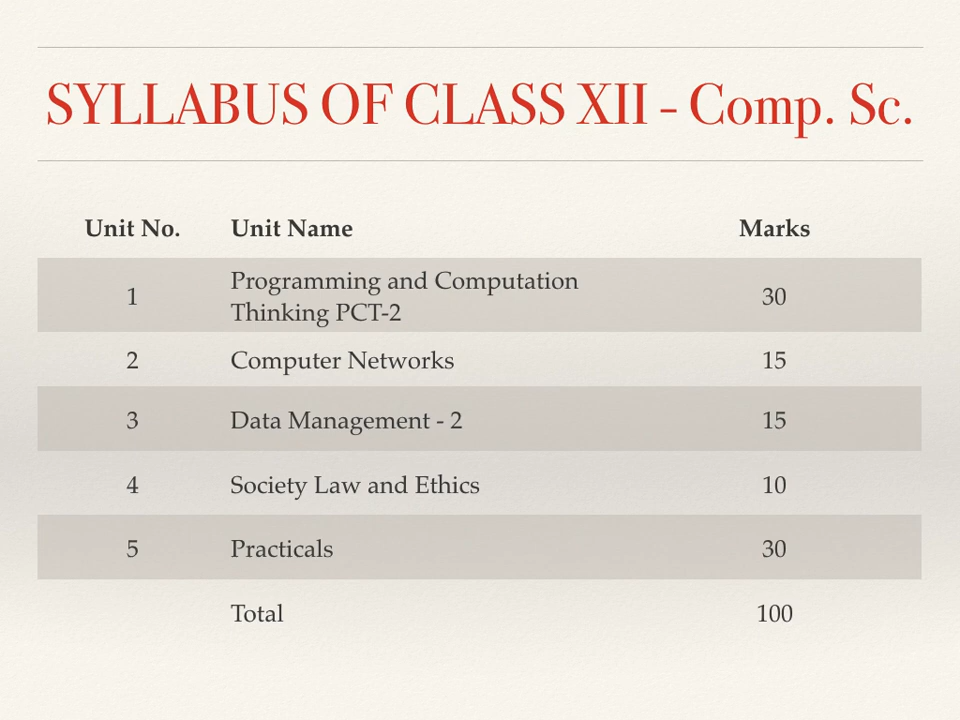 SYLLABUS OF CLASS XII - Comp. Sc.
Unit No. Unit Name Marks
1 Programming and Computation
Thinking PCT-2 30
2 Computer Networks 15
3 Data Management - 2 15
4 Society Law and Ethics 10
5 Practicals 30
Total 100